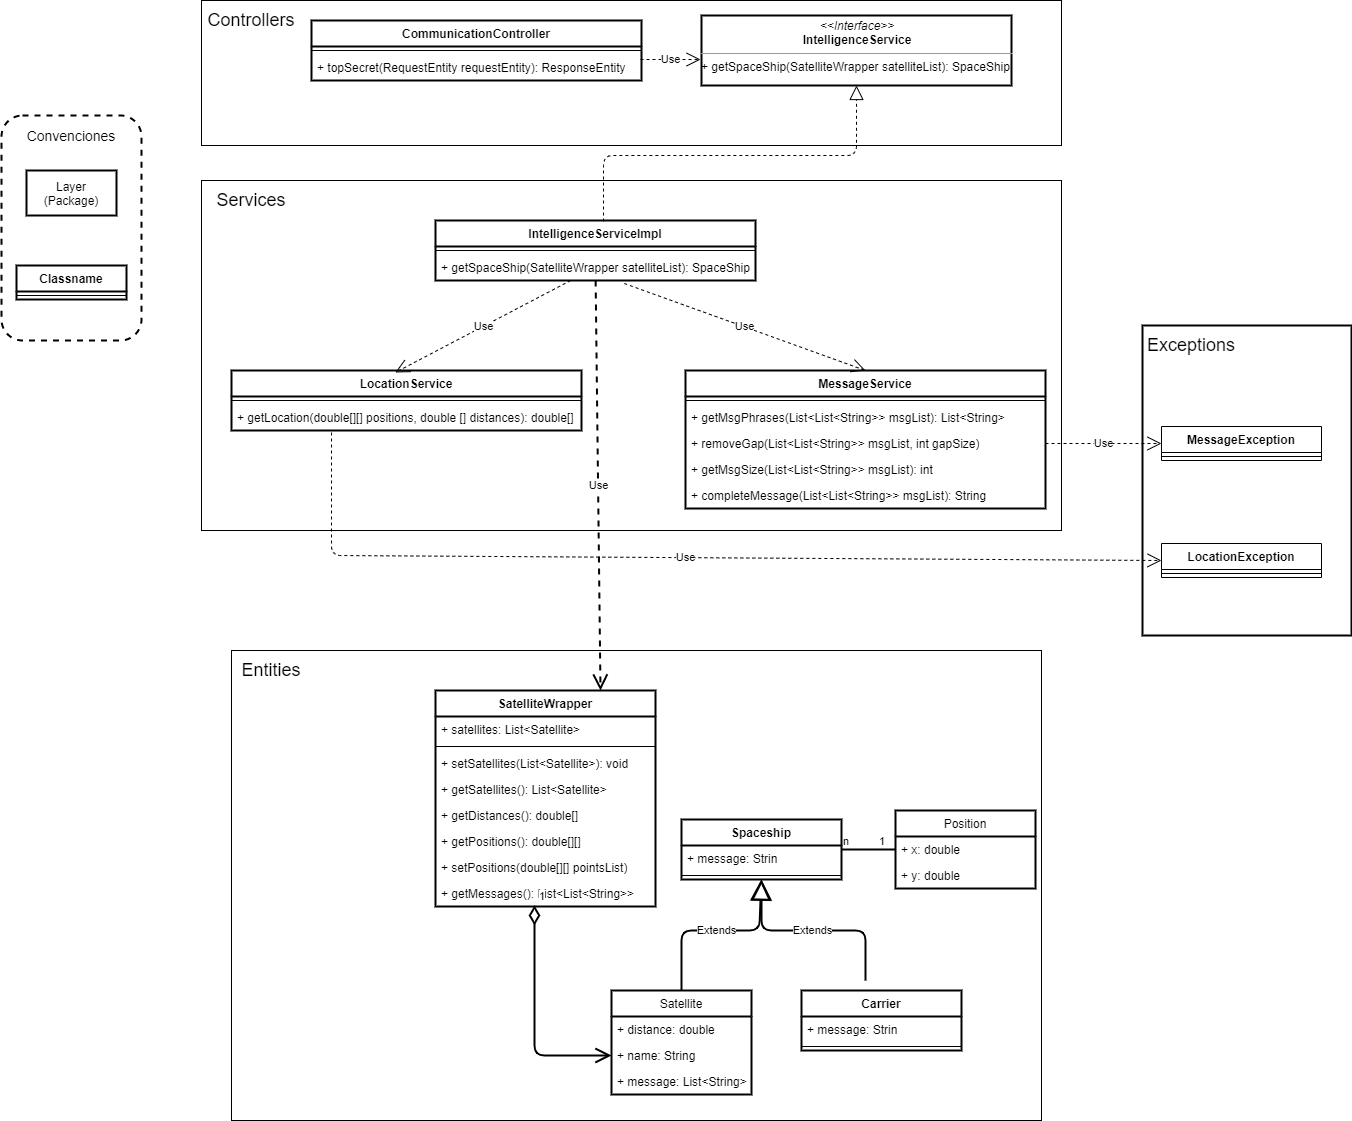 Controllers
CommunicationController
+ topSecret(RequestEntity requestEntity): ResponseEntity
Use
<<Interface>>
IntelligenceService
+ getSpaceShip(SatelliteWrapper satelliteList): SpaceShip
Convenciones
Layer
(Package)
Classname
Services
IntelligenceServiceImpl
+ getSpaceShip(SatelliteWrapper satelliteList): SpaceShip
Use
Use
LocationService
+ getLocation(double[][] positions, double [] distances): double[]
MessageService
+ getMsgPhrases(List<List<String>> msgList): List<String>
+ removeGap(List<List<String>> msgList, int gapSize)
+ getMsgSize(List<List<String>> msgList): int
+ completeMessage(List<List<String>> msgList): String
Use
Use
Use
Exceptions
MessageException
LocationException
Entities
SatelliteWrapper
+ satellites: List<Satellite>
+ setSatellites(List<Satellite>): void
+ getSatellites(): List<Satellite>
+ getDistances(): double[]
+ getPositions(): double[][]
+ setPositions(double[][] pointsList)
+ getMessages(): List<List<String>>
1
Spaceship
+ message: Strin
n
1
Position
+ x: double
+ y: double
Extends
Extends
Satellite
+ distance: double
+ name: String
+ message: List<String>
Carrier
+ message: Strin